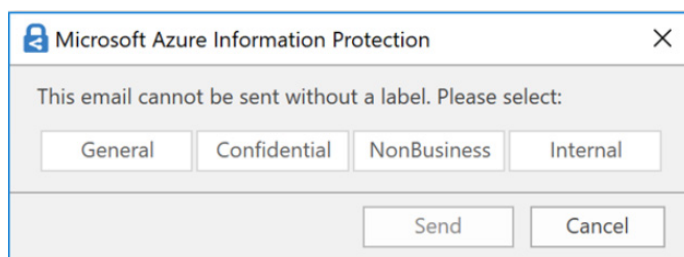 Microsoft Azure Information Protection
This email cannot be sent without a label. Please select:
General Confidential NonBusiness Internal
Send Cancel